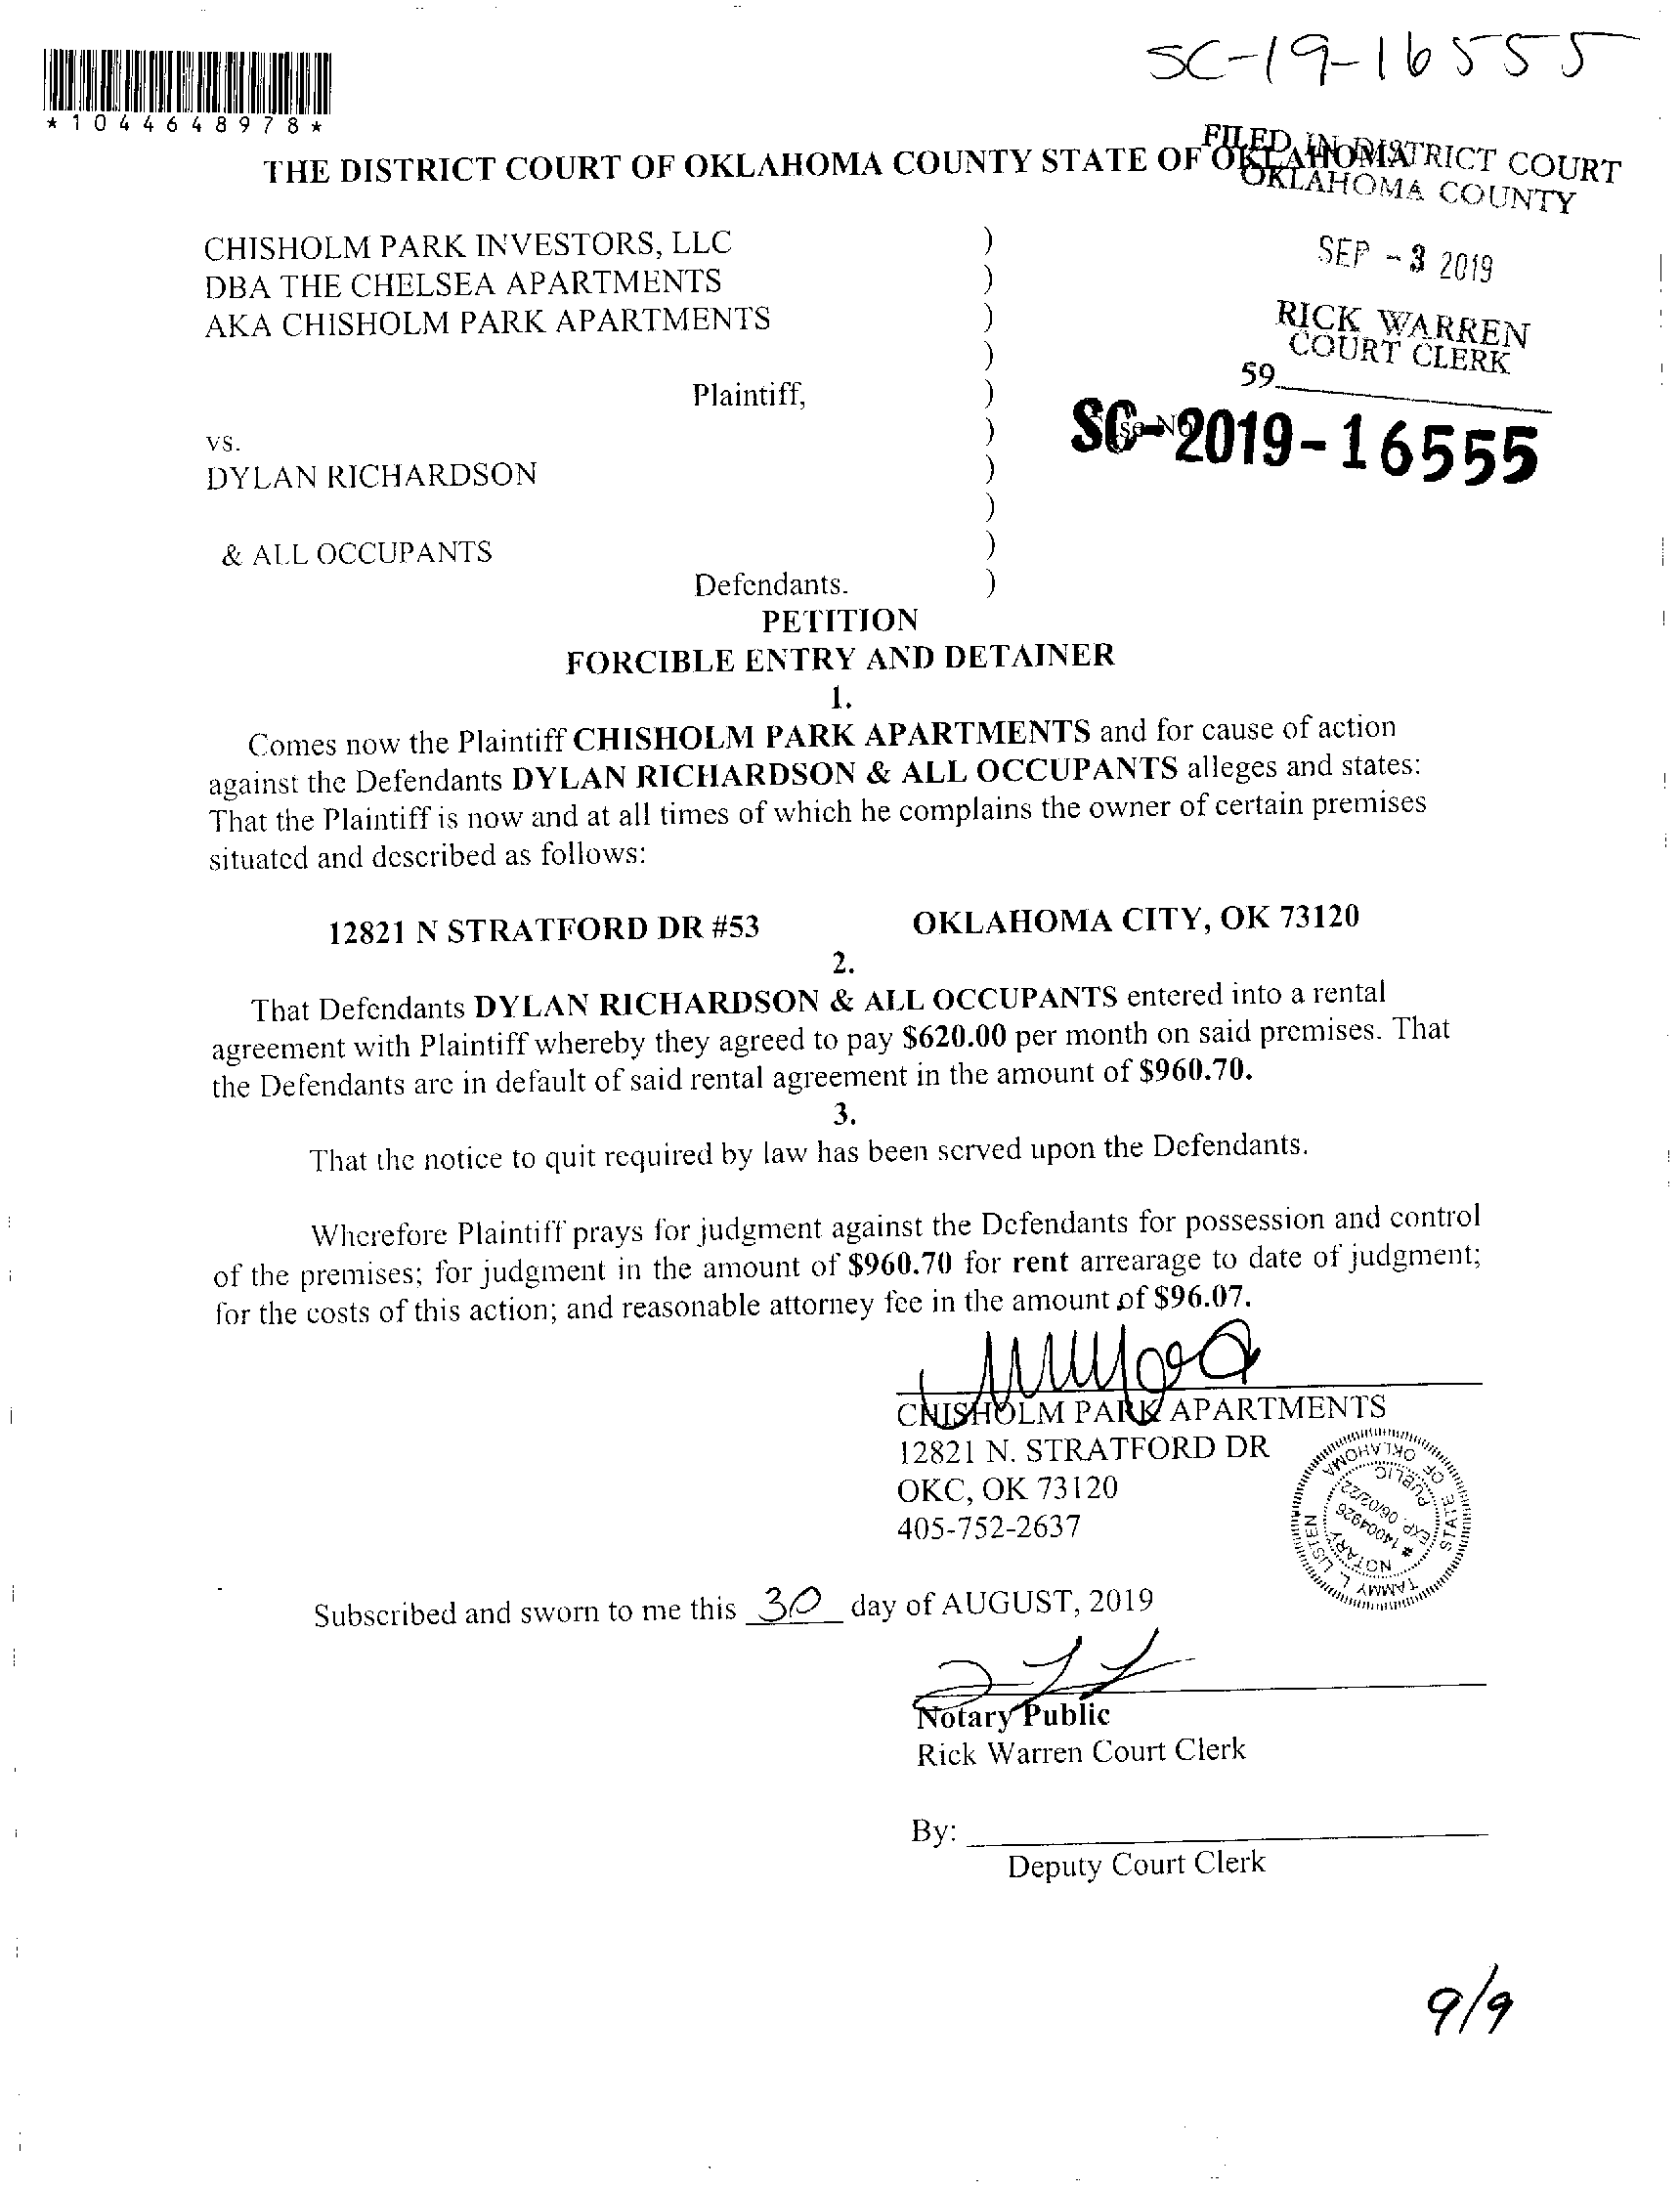 SC-19-16555
*1044648978*
THE DISTRICT COURT OF OKLAHOMA COUNTY STATE OF OKLAHOMA
FILED IN DISTRICT COURT
OKLAHOMA COUNTY
CHISHOLM PARK INVESTORS, LLC )
DBA THE CHELSEA APARTMENTS )
AKA CHISHOLM PARK APARTMENTS )
)
SEP -3 2019
RICK WARREN
COURT CLERK
59
Plaintiff, )
SC-2019-16555
vs. )
DYLAN RICHARDSON )
)
& ALL OCCUPANTS )
Defendants. )
PETITION
FORCIBLE ENTRY AND DETAINER
1.
Comes now the Plaintiff CHISHOLM PARK APARTMENTS and for cause of action
against the Defendants DYLAN RICHARDSON & ALL OCCUPANTS alleges and states:
That the Plaintiff is now and at all times of which he complains the owner of certain premises
situated and described as follows:
12821 N STRATFORD DR #53 OKLAHOMA CITY, OK 73120
2.
That Defendants DYLAN RICHARDSON & ALL OCCUPANTS entered into a rental
agreement with Plaintiff whereby they agreed to pay $620.00 per month on said premises. That
the Defendants are in default of said rental agreement in the amount of $960.70.
3.
That the notice to quit required by law has been served upon the Defendants.
Wherefore Plaintiff prays for judgment against the Defendants for possession and control
of the premises; for judgment in the amount of $960.70 for rent arrearage to date of judgment;
for the costs of this action; and reasonable attorney fee in the amount of $96.07.
CHISHOLM PARK APARTMENTS
12821 N. STRATFORD DR
OKC, OK 73120
405-752-2637
TAMMY L. LISTEN
NOTARY PUBLIC
# 14004926
EXP. 06/02/22
STATE OF OKLAHOMA
Subscribed and sworn to me this 30 day of AUGUST, 2019
Notary Public
Rick Warren Court Clerk
By:
Deputy Court Clerk
9/9